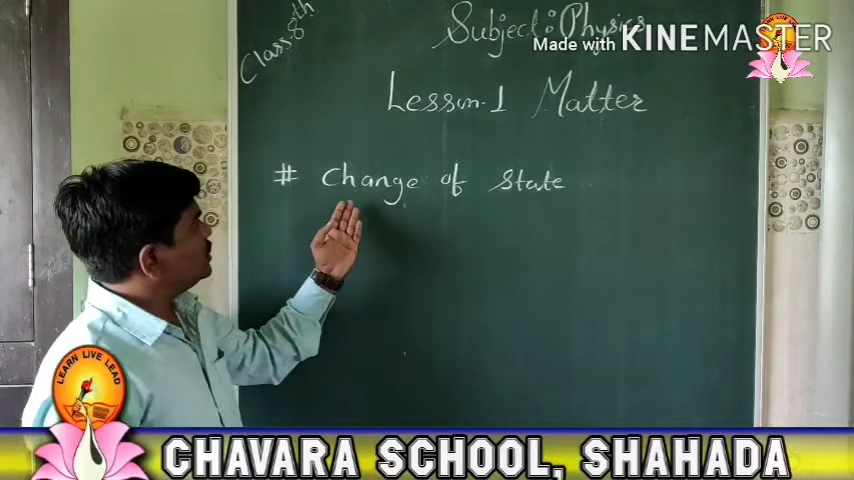 Class 8th
Subject: Physics
Made with KINEMASTER
Lesson-1 Matter
# Change of state
LEARN LIVE LEAD
CHAVARA SCHOOL, SHAHADA